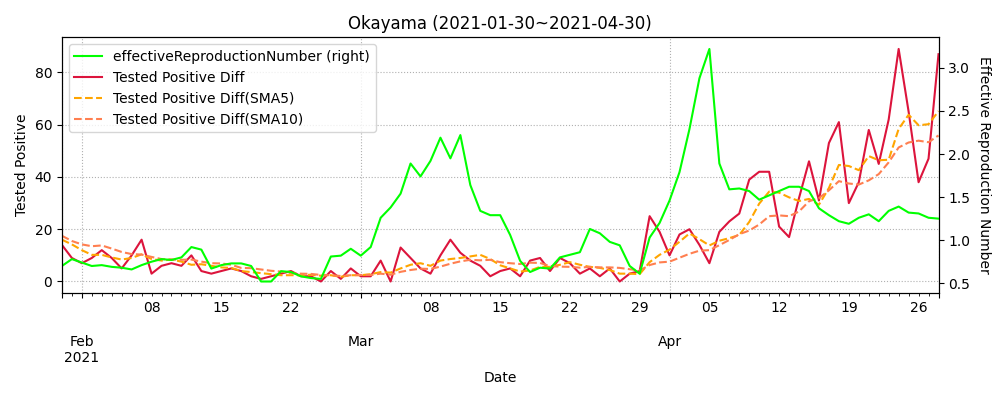 Okayama (2021-01-30~2021-04-30)
effectiveReproductionNumber (right)
Tested Positive Diff
Tested Positive Diff(SMA5)
Tested Positive Diff(SMA10)
Tested Positive
80
60
40
20
0
Effective Reproduction Number
3.0
2.5
2.0
1.5
1.0
0.5
08 15 22 08 15 22 29 05 12 19 26
Feb Mar Apr
2021
Date